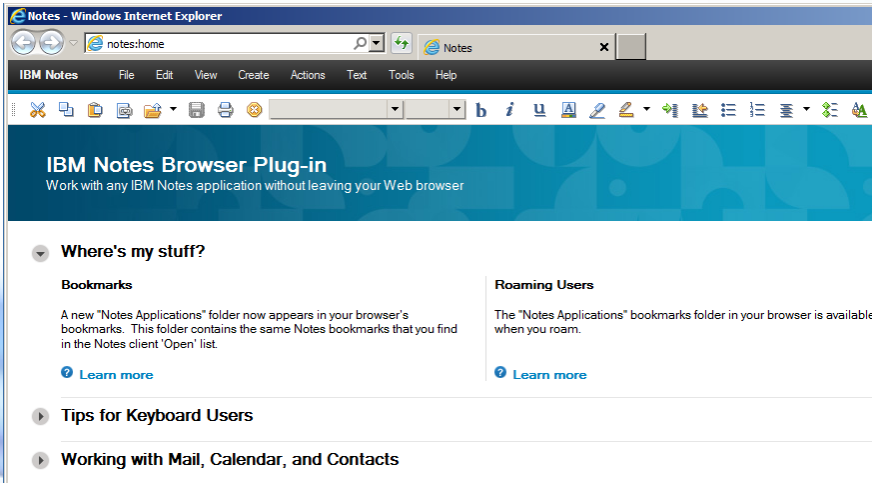 Notes - Windows Internet Explorer
notes:home
Notes
IBM Notes File Edit View Create Actions Text Tools Help
b i u A
IBM Notes Browser Plug-in
Work with any IBM Notes application without leaving your Web browser
Where's my stuff?
Bookmarks
A new "Notes Applications" folder now appears in your browser's
bookmarks. This folder contains the same Notes bookmarks that you find
in the Notes client 'Open' list.
Learn more
Roaming Users
The "Notes Applications" bookmarks folder in your browser is available
when you roam.
Learn more
Tips for Keyboard Users
Working with Mail, Calendar, and Contacts